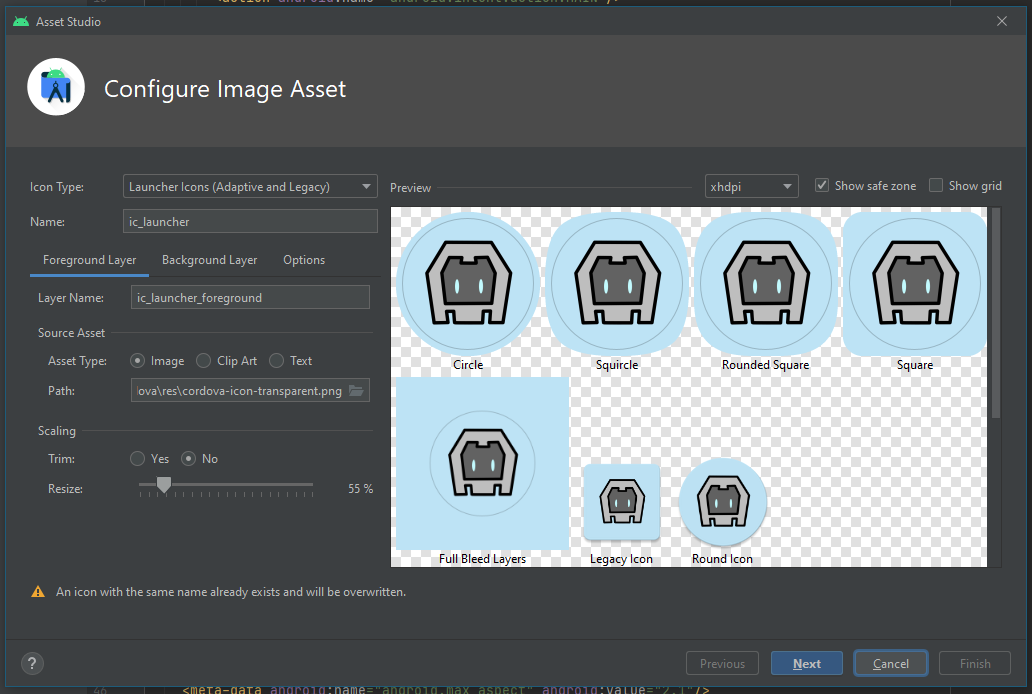 Asset Studio
Configure Image Asset
Icon Type: Launcher Icons (Adaptive and Legacy)
Name: ic_launcher
Foreground Layer Background Layer Options
Layer Name: ic_launcher_foreground
Source Asset
Asset Type: Image Clip Art Text
Path: ova\res\cordova-icon-transparent.png
Scaling
Trim: Yes No
Resize: 55 %
Preview xhdpi Show safe zone Show grid
Circle Squircle Rounded Square Square
Full Bleed Layers Legacy Icon Round Icon
An icon with the same name already exists and will be overwritten.
? Previous Next Cancel Finish
46 <meta-data android:name="android.max_aspect" android:value="2.1"/>